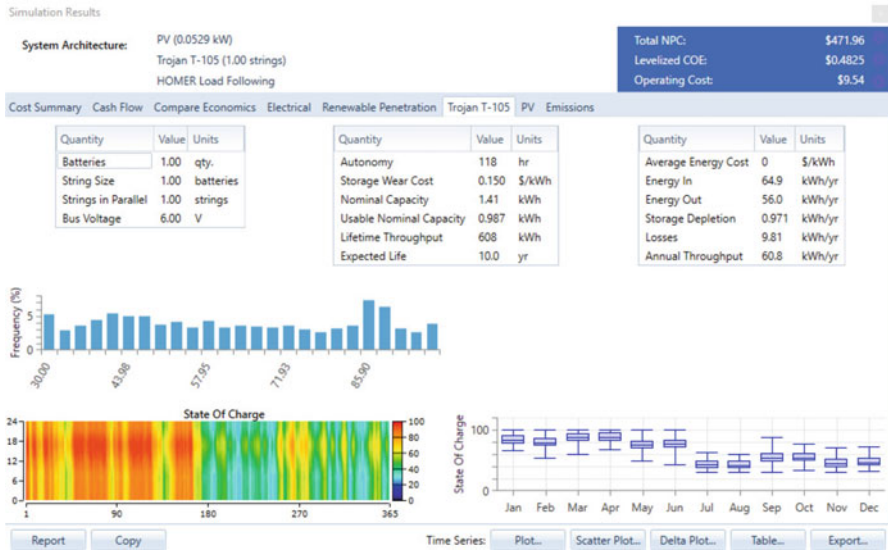 Simulation Results
System Architecture:
PV (0.0529 kW)
Trojan T-105 (1.00 strings)
HOMER Load Following
Total NPC: $471.96
Levelized COE: $0.4825
Operating Cost: $9.54
Cost Summary Cash Flow Compare Economics Electrical Renewable Penetration Trojan T-105 PV Emissions
Quantity Value Units
Batteries 1.00 qty.
String Size 1.00 batteries
Strings in Parallel 1.00 strings
Bus Voltage 6.00 V
Quantity Value Units
Autonomy 118 hr
Storage Wear Cost 0.150 $/kWh
Nominal Capacity 1.41 kWh
Usable Nominal Capacity 0.987 kWh
Lifetime Throughput 608 kWh
Expected Life 10.0 yr
Quantity Value Units
Average Energy Cost 0 $/kWh
Energy In 64.9 kWh/yr
Energy Out 56.0 kWh/yr
Storage Depletion 0.971 kWh/yr
Losses 9.81 kWh/yr
Annual Throughput 60.8 kWh/yr
Frequency (%)
5
0
30.00 43.98 57.95 71.93 85.90
State Of Charge
24
18
12
6
0
1 90 180 270 365
100
80
60
40
20
0
State Of Charge
100
0
Jan Feb Mar Apr May Jun Jul Aug Sep Oct Nov Dec
Report Copy Time Series: Plot... Scatter Plot... Delta Plot... Table... Export...